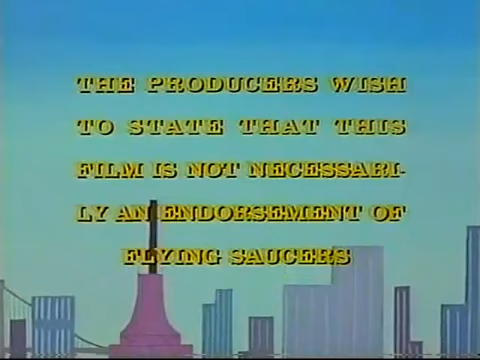 THE PRODUCERS WISH
TO STATE THAT THIS
FILM IS NOT NECESSARI-
LY AN ENDORSEMENT OF
FLYING SAUCERS